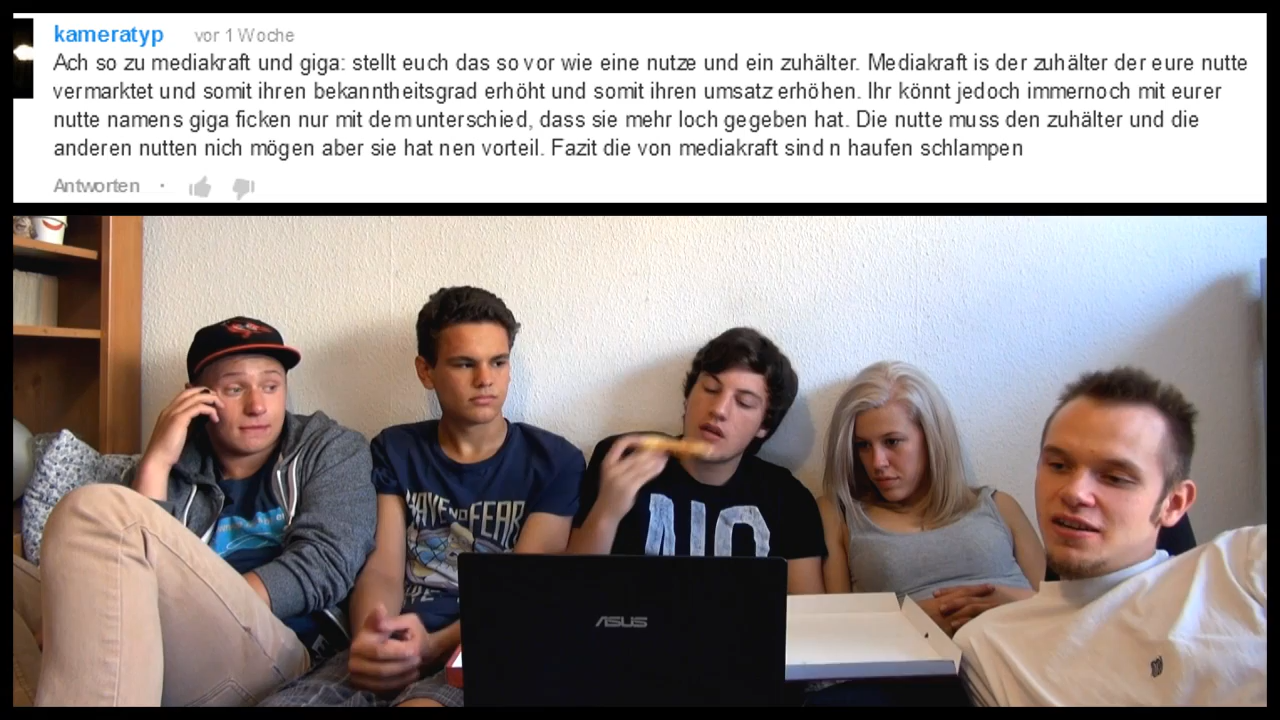 kameratyp vor 1 Woche
Ach so zu mediakraft und giga: stellt euch das so vor wie eine nutze und ein zuhälter. Mediakraft is der zuhälter der eure nutte
vermarktet und somit ihren bekanntheitsgrad erhöht und somit ihren umsatz erhöhen. Ihr könnt jedoch immernoch mit eurer
nutte namens giga ficken nur mit dem unterschied, dass sie mehr loch gegeben hat. Die nutte muss den zuhälter und die
anderen nutten nich mögen aber sie hat nen vorteil. Fazit die von mediakraft sind n haufen schlampen
Antworten ·
HAVE NO FEAR
NO
ASUS